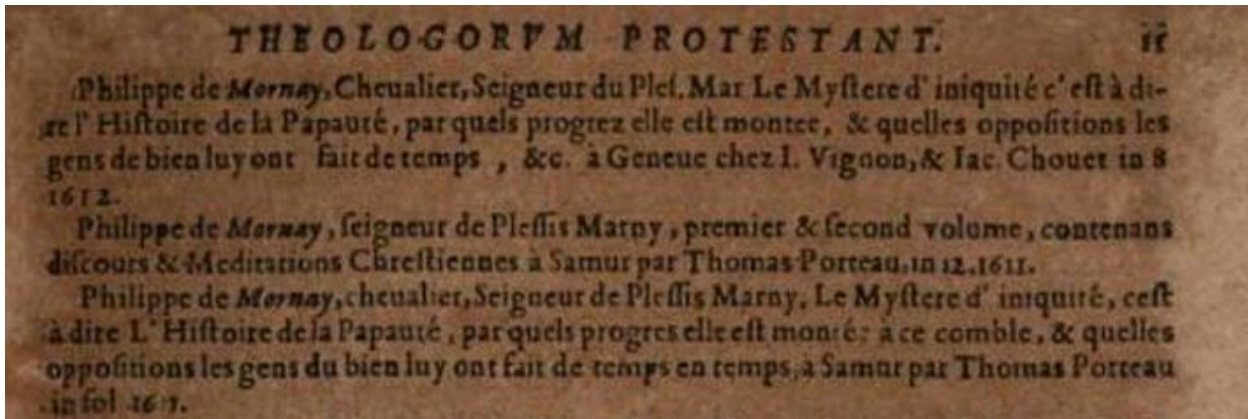 THEOLOGORVM PROTESTANT. 11
Philippe de Mornay, Cheualier, Seigneur du Plef. Mar Le Myſtere d' iniquité c'eſt à di-
re l' Hiſtoire de la Papauté, par quels progrez elle eſt montee, & quelles oppoſitions les
gens de bien luy ont fait de temps , &c. à Geneue chez I. Vignon, & Iac. Chouet in 8
1612.
Philippe de Mornay, ſeigneur de Pleſſis Marny, premier & ſecond volume, contenans
diſcours & Meditations Chreſtiennes à Samur par Thomas Porteau, in 12. 1611.
Philippe de Mornay, cheualier, Seigneur de Pleſſis Marny, Le Myſtere d' iniquité, ceſt
à dire L' Hiſtoire de la Papauté, par quels progres elle eſt monté à ce comble, & quelles
oppoſitions les gens du bien luy ont fait de temps en temps, à Samur par Thomas Porteau
in fol